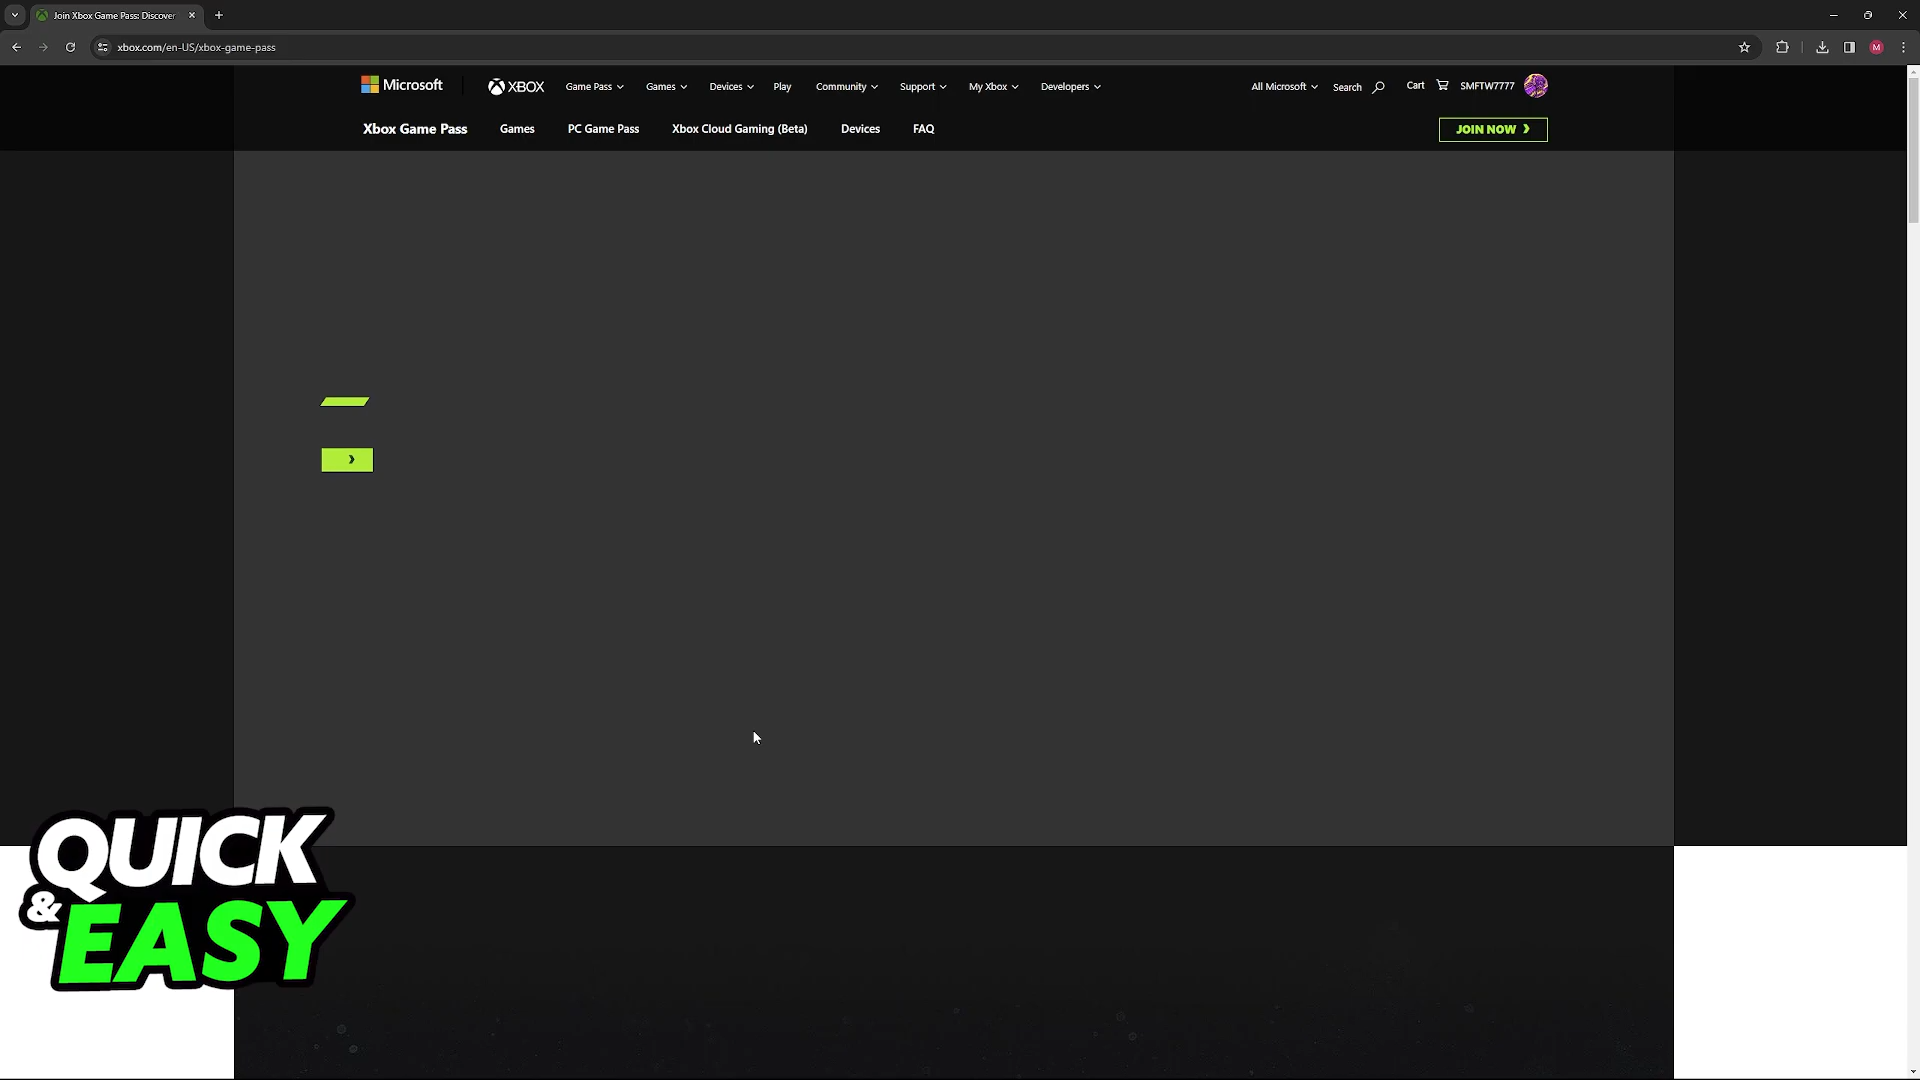 Join Xbox Game Pass: Discover
xbox.com/en-US/xbox-game-pass
M
Microsoft
XBOX
Game Pass
Games
Devices
Play
Community
Support
My Xbox
Developers
All Microsoft
Search
Cart
SMFTW7777
Xbox Game Pass
Games
PC Game Pass
Xbox Cloud Gaming (Beta)
Devices
FAQ
JOIN NOW
QUICK
& EASY